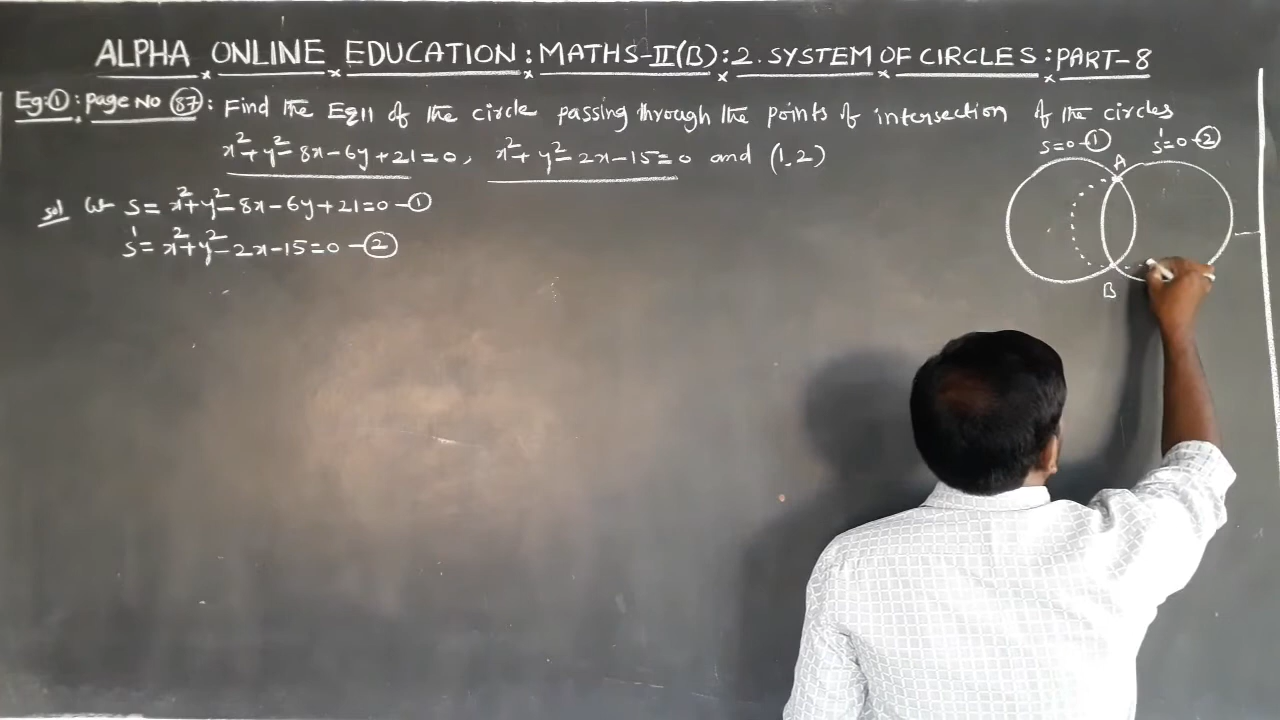 ALPHA ONLINE EDUCATION : MATHS-II(B) : 2. SYSTEM OF CIRCLES : PART-8
Eg:① : page No 87 : Find the Eqn of the circle passing through the points of intersection of the circles
x²+y²-8x-6y+21=0, x²+y²-2x-15=0 and (1,2)
S=0-① S'=0-②
A
sol Let S = x²+y²-8x-6y+21=0-①
S' = x²+y²-2x-15=0-②
B